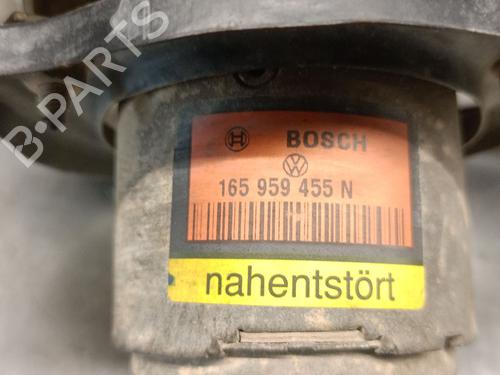 BOSCH
165 959 455 N
nahentstört
B-PARTS